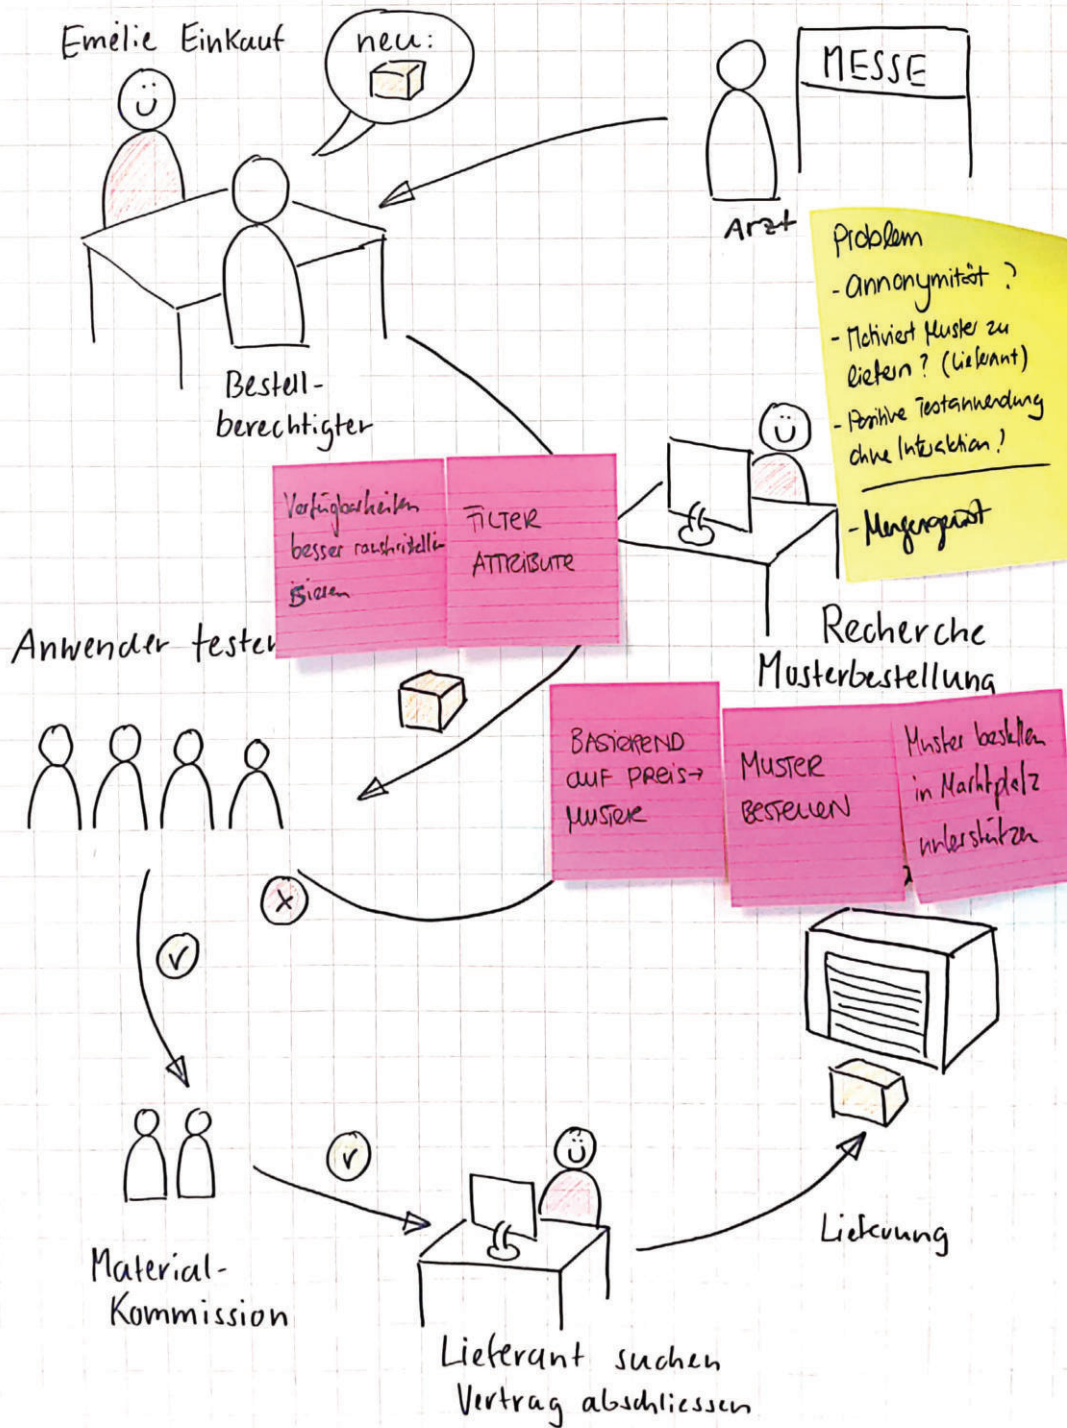 Emelie Einkauf
neu:
MESSE
Arzt
Bestell-
berechtigter
Problem
- annonymität ?
- Motiviert Muster zu
liefern ? (Lieferant)
- Positive Testanwendung
ohne Interaktion ?
- Mengengerüst
Verfügbarkeiten
besser
FILTER
ATTRIBUTE
Recherche
Musterbestellung
Anwender testen
BASIEREND
AUF PREIS→
MUSTER
MUSTER
BESTELLEN
Muster bestellen
in Marktplatz
unterstützen
x
✓
✓
Material-
Kommission
Lieferung
Lieferant suchen
Vertrag abschliessen